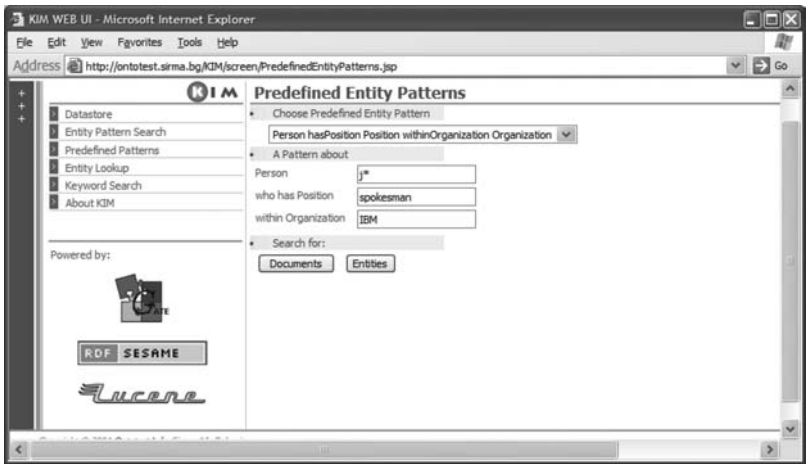 KIM WEB UI - Microsoft Internet Explorer
File Edit View Favorites Tools Help
Address http://ontotest.sirma.bg/KIM/screen/PredefinedEntityPatterns.jsp Go
KIM
Datastore
Entity Pattern Search
Predefined Patterns
Entity Lookup
Keyword Search
About KIM
Powered by:
GATE
RDF SESAME
Lucene
Predefined Entity Patterns
Choose Predefined Entity Pattern
Person hasPosition Position withinOrganization Organization
A Pattern about
Person j*
who has Position spokesman
within Organization IBM
Search for:
Documents Entities